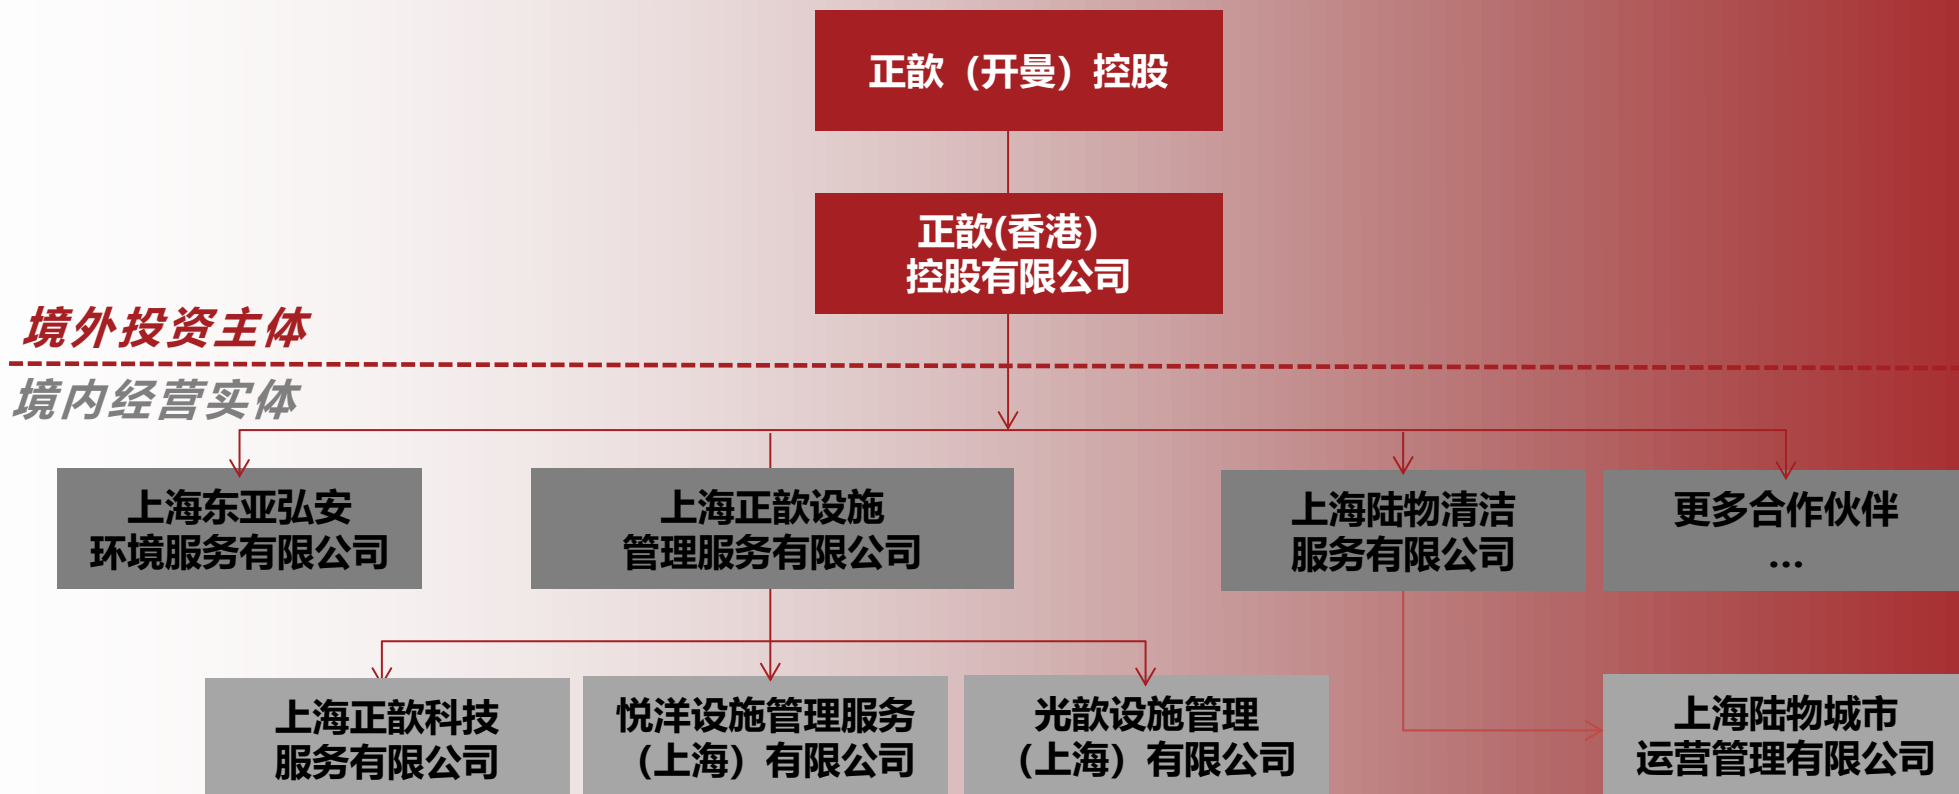 正歆（开曼）控股
正歆(香港）
控股有限公司
境外投资主体
境内经营实体
上海东亚弘安
环境服务有限公司
上海正歆设施
管理服务有限公司
上海陆物清洁
服务有限公司
更多合作伙伴
...
上海正歆科技
服务有限公司
悦洋设施管理服务
（上海）有限公司
光歆设施管理
（上海）有限公司
上海陆物城市
运营管理有限公司